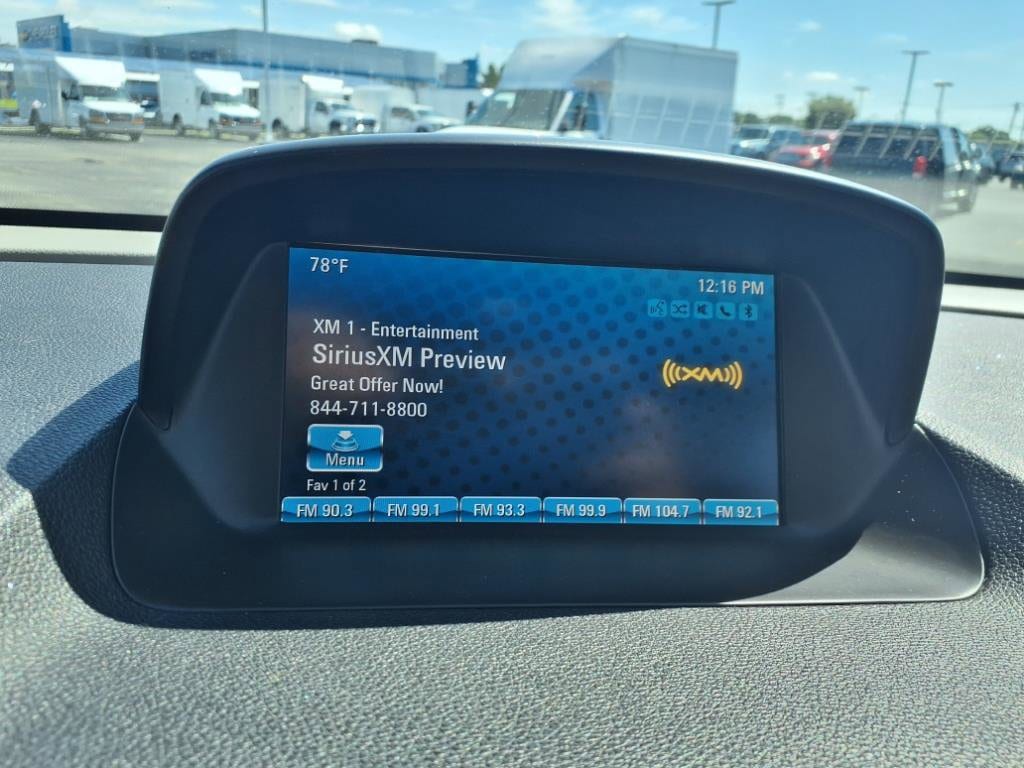 78°F
12:16 PM
XM 1 - Entertainment
SiriusXM Preview
Great Offer Now!
844-711-8800
((XM))
Menu
Fav 1 of 2
FM 90.3 FM 99.1 FM 93.3 FM 99.9 FM 104.7 FM 92.1